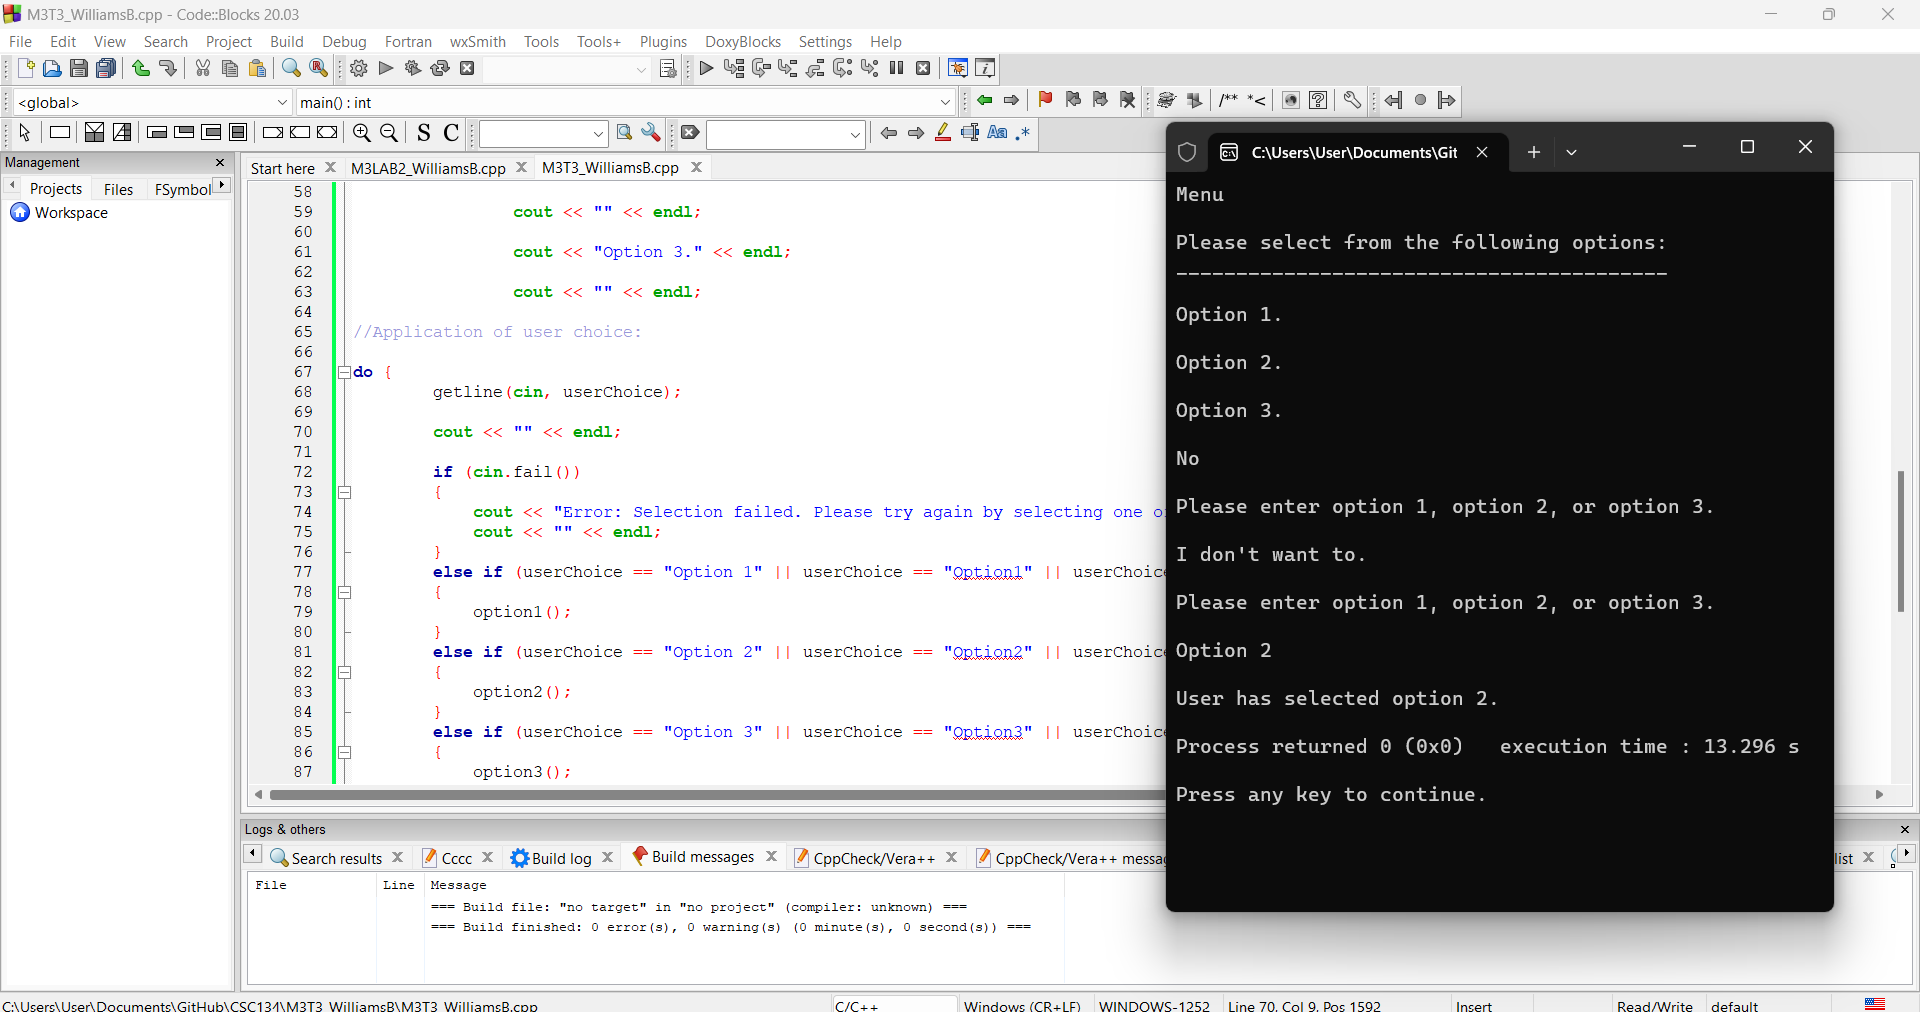 M3T3_WilliamsB.cpp - Code::Blocks 20.03
File Edit View Search Project Build Debug Fortran wxSmith Tools Tools+ Plugins DoxyBlocks Settings Help
<global> main() : int
/** *<
S C
Aa .*
Management
Projects Files FSymbol
Workspace
Start here M3LAB2_WilliamsB.cpp M3T3_WilliamsB.cpp
58
59 cout << "" << endl;
60
61 cout << "Option 3." << endl;
62
63 cout << "" << endl;
64
65 //Application of user choice:
66
67 do {
68 getline(cin, userChoice);
69
70 cout << "" << endl;
71
72 if (cin.fail())
73 {
74 cout << "Error: Selection failed. Please try again by selecting one o
75 cout << "" << endl;
76 }
77 else if (userChoice == "Option 1" || userChoice == "Option1" || userChoice
78 {
79 option1();
80 }
81 else if (userChoice == "Option 2" || userChoice == "Option2" || userChoice
82 {
83 option2();
84 }
85 else if (userChoice == "Option 3" || userChoice == "Option3" || userChoice
86 {
87 option3();
C:\Users\User\Documents\Git
Menu
Please select from the following options:
-----------------------------------------
Option 1.
Option 2.
Option 3.
No
Please enter option 1, option 2, or option 3.
I don't want to.
Please enter option 1, option 2, or option 3.
Option 2
User has selected option 2.
Process returned 0 (0x0) execution time : 13.296 s
Press any key to continue.
Logs & others
Search results Cccc Build log Build messages CppCheck/Vera++ CppCheck/Vera++ messag list
File Line Message
=== Build file: "no target" in "no project" (compiler: unknown) ===
=== Build finished: 0 error(s), 0 warning(s) (0 minute(s), 0 second(s)) ===
C:\Users\User\Documents\GitHub\CSC134\M3T3_WilliamsB\M3T3_WilliamsB.cpp C/C++ Windows (CR+LF) WINDOWS-1252 Line 70, Col 9, Pos 1592 Insert Read/Write default